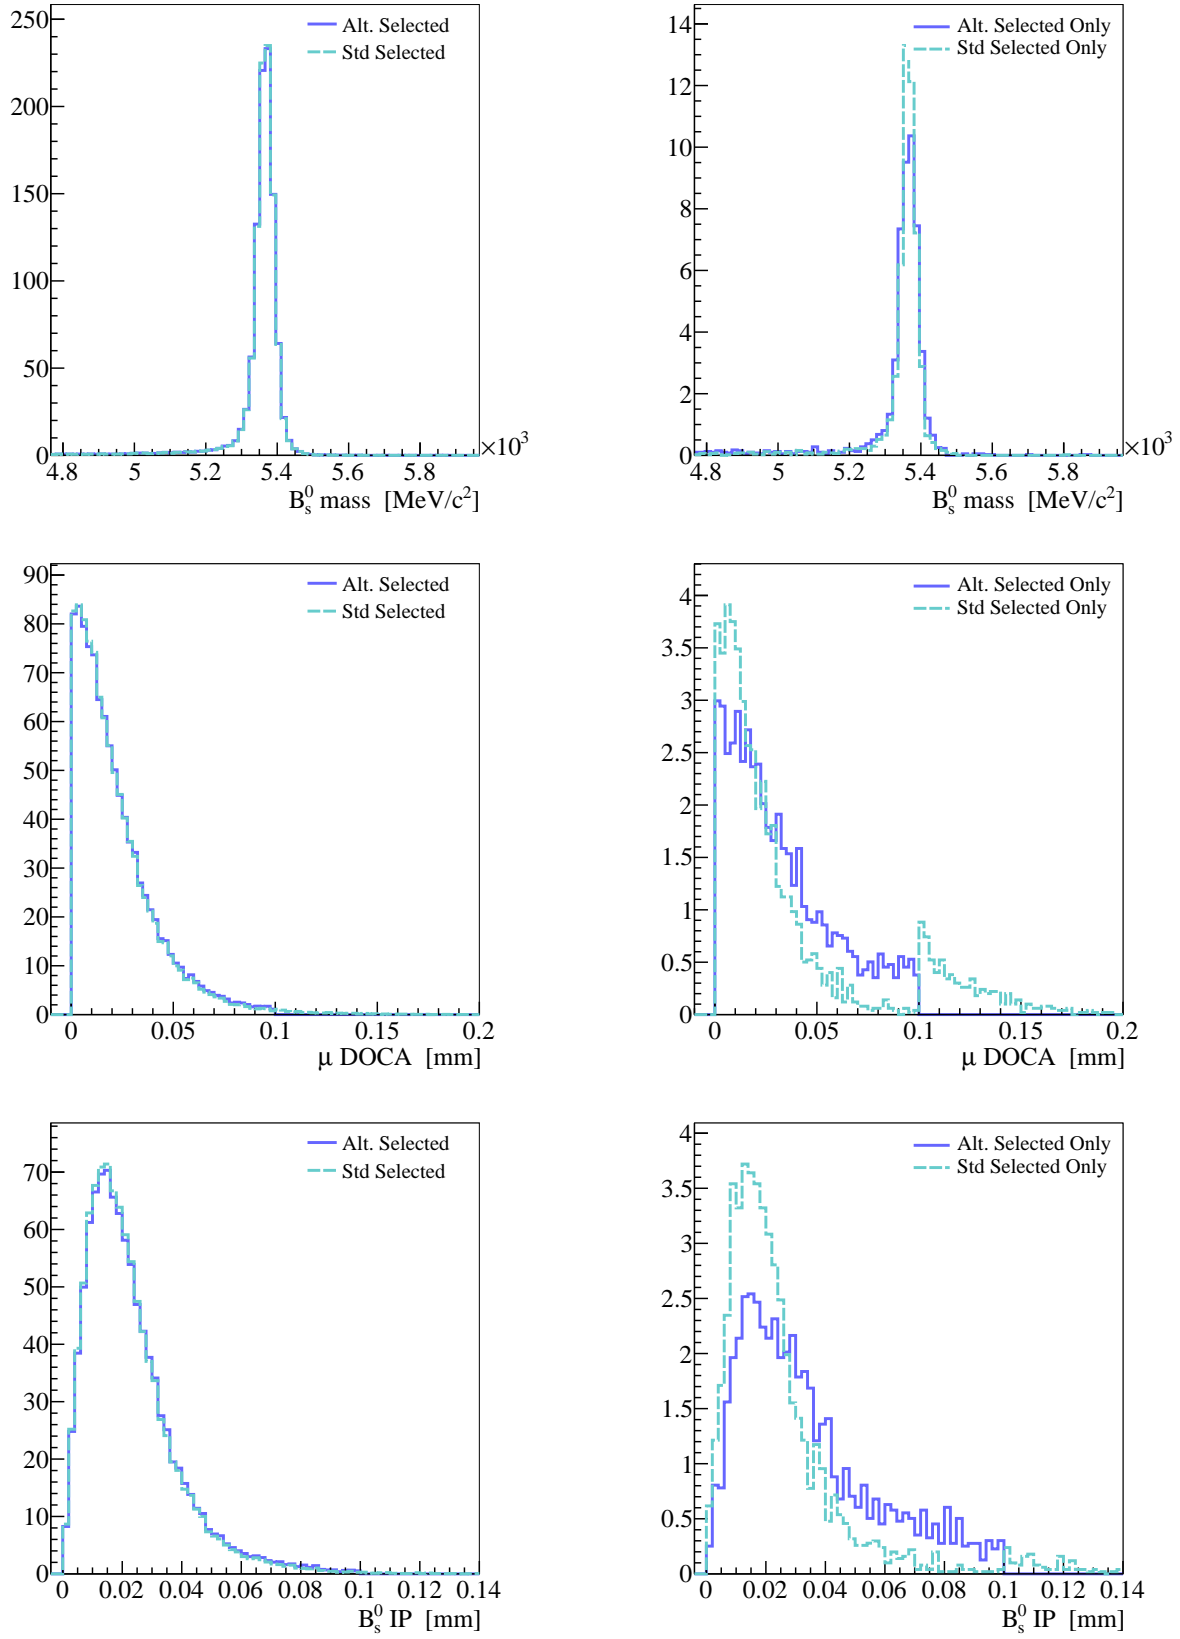 250
200
150
100
50
0
4.8 5 5.2 5.4 5.6 5.8 ×10³
B⁰ₛ mass [MeV/c²]
Alt. Selected
Std Selected
14
12
10
8
6
4
2
0
4.8 5 5.2 5.4 5.6 5.8 ×10³
B⁰ₛ mass [MeV/c²]
Alt. Selected Only
Std Selected Only
90
80
70
60
50
40
30
20
10
0
0 0.05 0.1 0.15 0.2
μ DOCA [mm]
Alt. Selected
Std Selected
4
3.5
3
2.5
2
1.5
1
0.5
0
0 0.05 0.1 0.15 0.2
μ DOCA [mm]
Alt. Selected Only
Std Selected Only
70
60
50
40
30
20
10
0
0 0.02 0.04 0.06 0.08 0.1 0.12 0.14
B⁰ₛ IP [mm]
Alt. Selected
Std Selected
4
3.5
3
2.5
2
1.5
1
0.5
0
0 0.02 0.04 0.06 0.08 0.1 0.12 0.14
B⁰ₛ IP [mm]
Alt. Selected Only
Std Selected Only